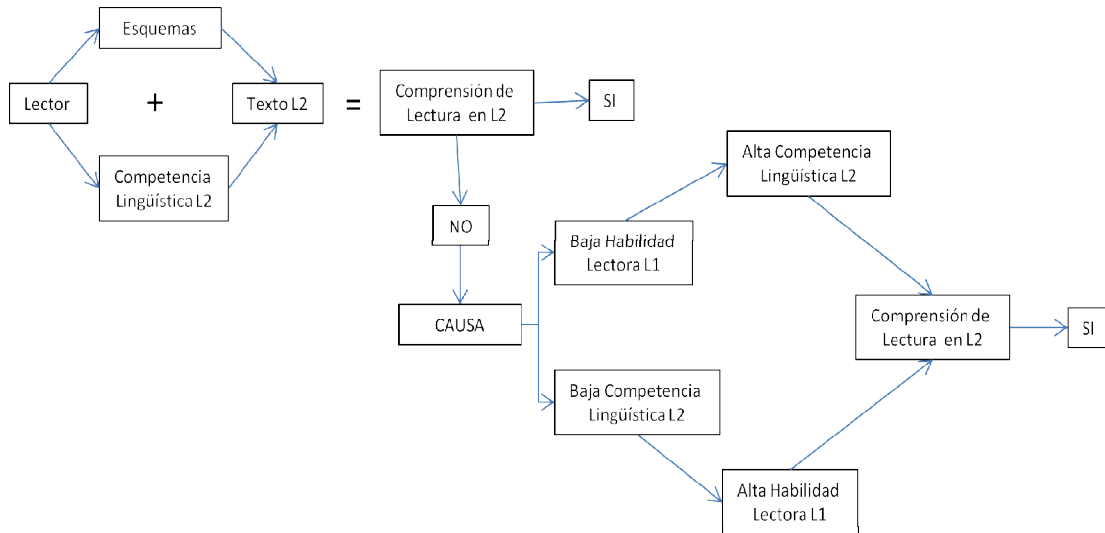 Esquemas
Lector
+
Texto L2
=
Comprensión de
Lectura en L2
SI
Competencia
Lingüística L2
NO
CAUSA
Baja Habilidad
Lectora L1
Alta Competencia
Lingüística L2
Baja Competencia
Lingüística L2
Alta Habilidad
Lectora L1
Comprensión de
Lectura en L2
SI